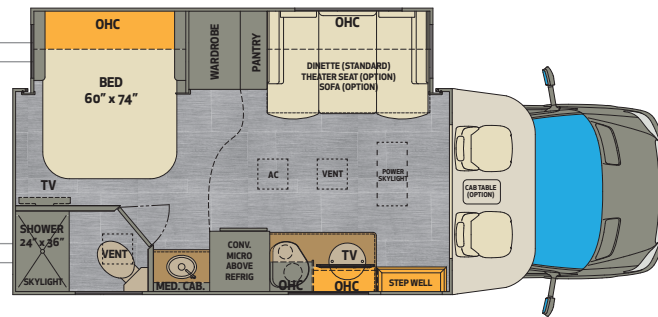 OHC
BED
60" x 74"
WARDROBE
PANTRY
OHC
DINETTE (STANDARD)
THEATER SEAT (OPTION)
SOFA (OPTION)
AC
VENT
POWER
SKYLIGHT
CAB TABLE
(OPTION)
TV
SHOWER
24" x 36"
SKYLIGHT
VENT
MED. CAB.
CONV.
MICRO
ABOVE
REFRIG
OHC
TV
OHC
STEP WELL